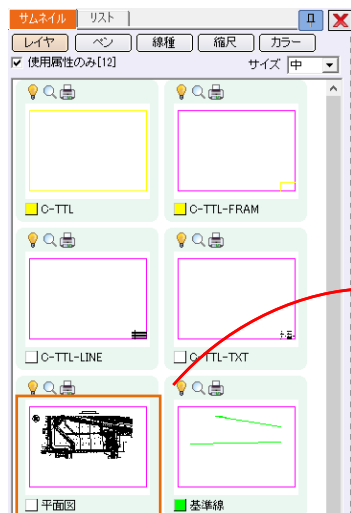 サムネイル リスト
レイヤ ペン 線種 縮尺 カラー
使用属性のみ[12] サイズ 中
C-TTL C-TTL-FRAM
C-TTL-LINE C-TTL-TXT
平面図 基準線